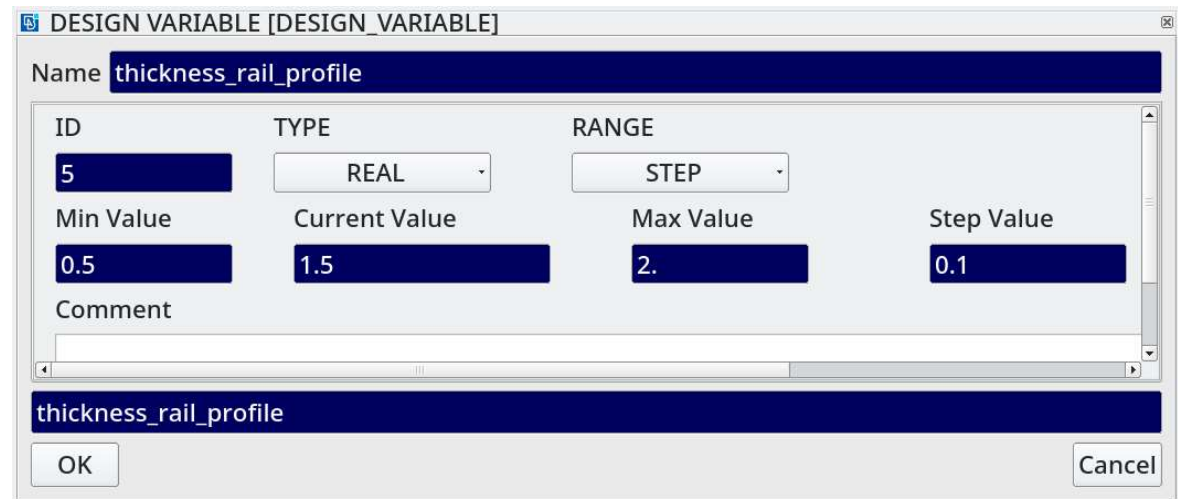 DESIGN VARIABLE [DESIGN_VARIABLE]
Name thickness_rail_profile
ID TYPE RANGE
5 REAL STEP
Min Value Current Value Max Value Step Value
0.5 1.5 2. 0.1
Comment
thickness_rail_profile
OK Cancel